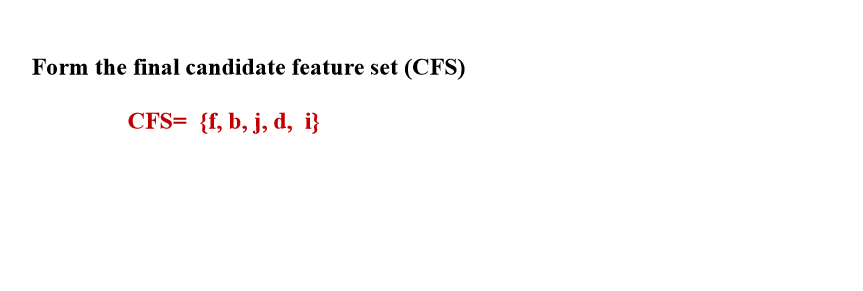 Form the final candidate feature set (CFS)
CFS= {f, b, j, d, i}